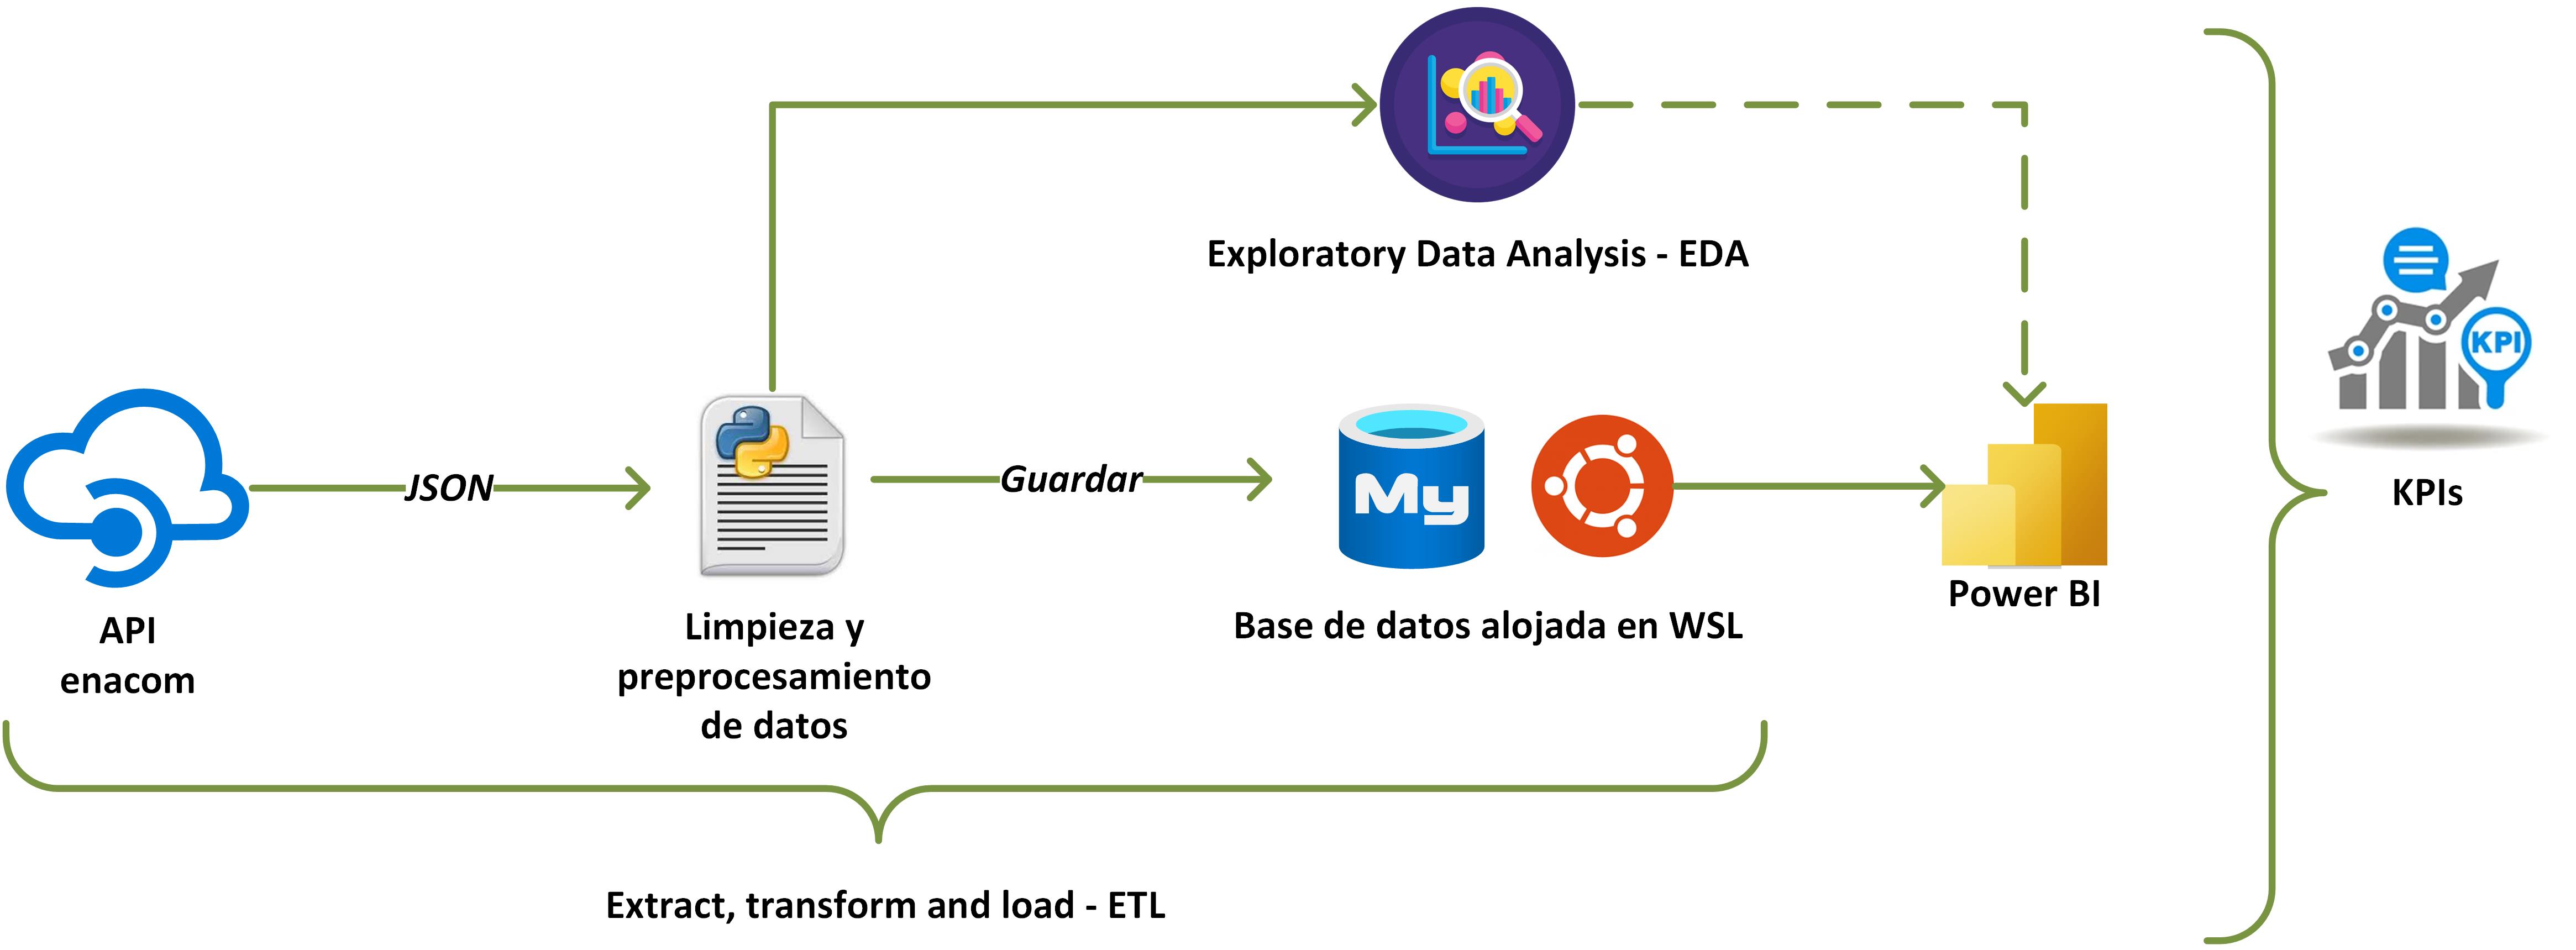 Exploratory Data Analysis - EDA
JSON
Guardar
My
KPI
KPIs
API
enacom
Limpieza y
preprocesamiento
de datos
Base de datos alojada en WSL
Power BI
Extract, transform and load - ETL